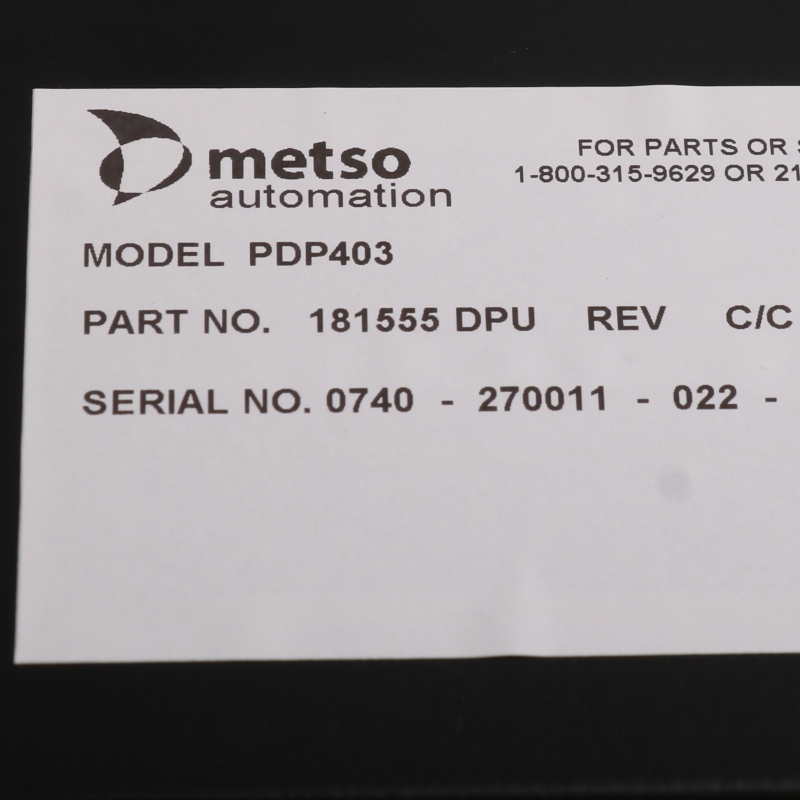 metso
automation
FOR PARTS OR
1-800-315-9629 OR 21
MODEL PDP403
PART NO. 181555 DPU REV C/C
SERIAL NO. 0740 - 270011 - 022 -